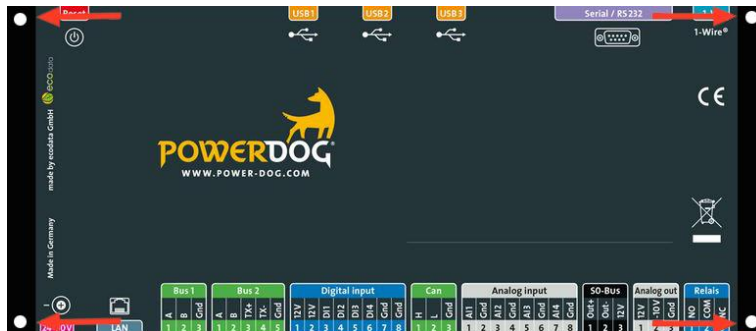 Reset
USB1 USB2 USB3
Serial / RS232
1-Wire®
CE
made by ecodata GmbH ecodata
Made in Germany
POWERDOG
WWW.POWER-DOG.COM
Bus 1 Bus 2 Digital input Can Analog input S0-Bus Analog out Relais
A B Gnd A B TX+ TX- Gnd 12V 12V DI1 DI2 DI3 DI4 Gnd Gnd H L Gnd AI1 Gnd AI2 Gnd AI3 Gnd AI4 Gnd Out+ Out- 12V 12V -10V Gnd NO COM NC
LAN 1 2 3 1 2 3 4 5 1 2 3 4 5 6 7 8 1 2 3 1 2 3 4 5 6 7 8 1 2 3 1